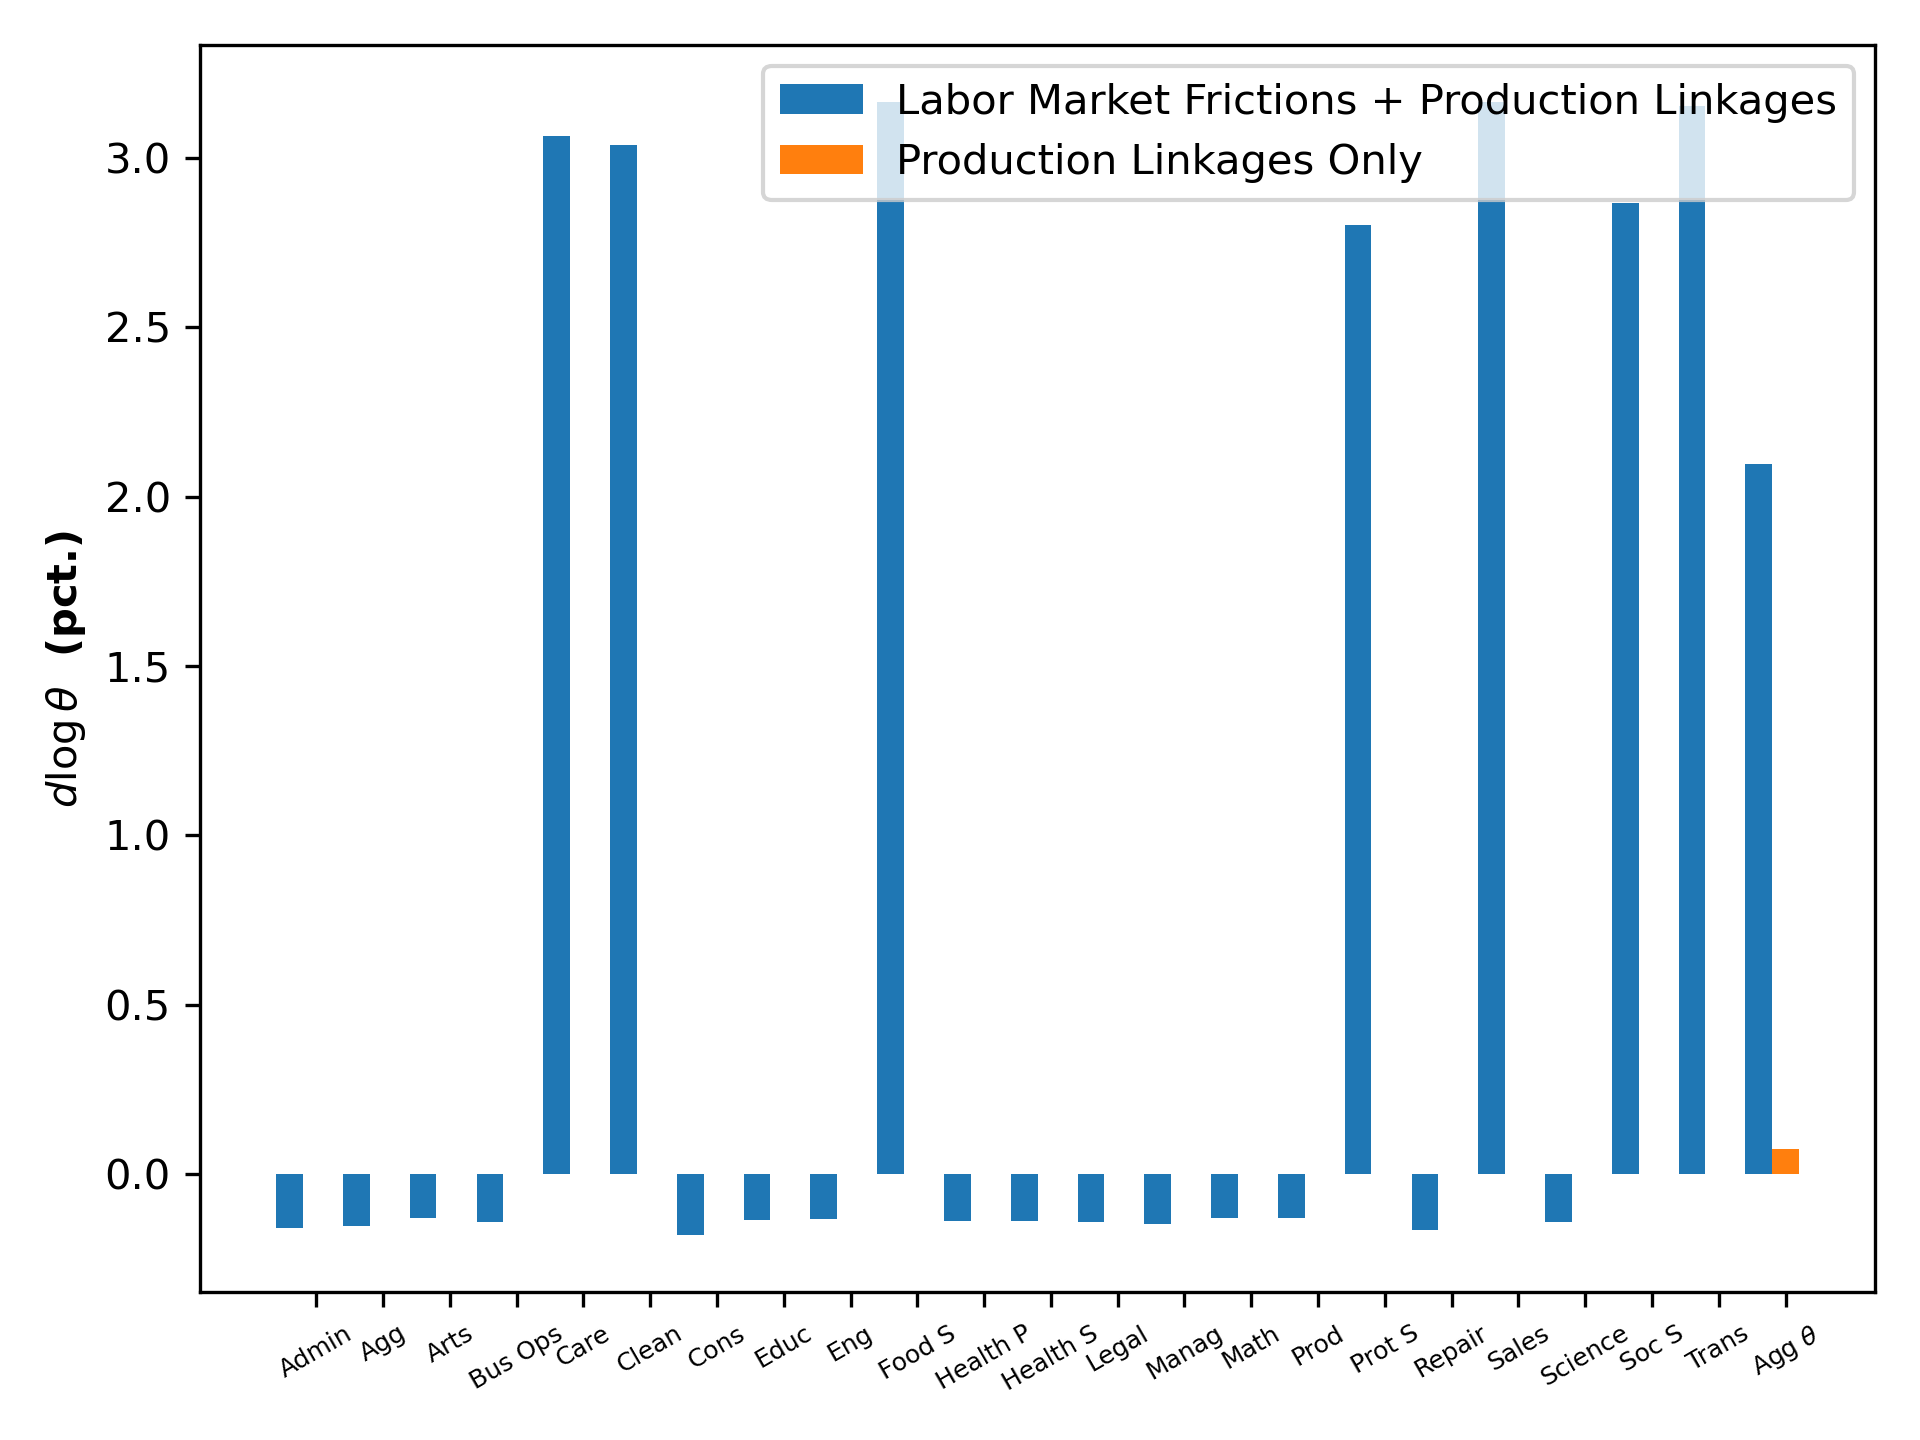 Labor Market Frictions + Production Linkages
Production Linkages Only
d log θ (pct.)
3.0
2.5
2.0
1.5
1.0
0.5
0.0
Admin
Agg
Arts
Bus Ops
Care
Clean
Cons
Educ
Eng
Food S
Health P
Health S
Legal
Manag
Math
Prod
Prot S
Repair
Sales
Science
Soc S
Trans
Agg θ